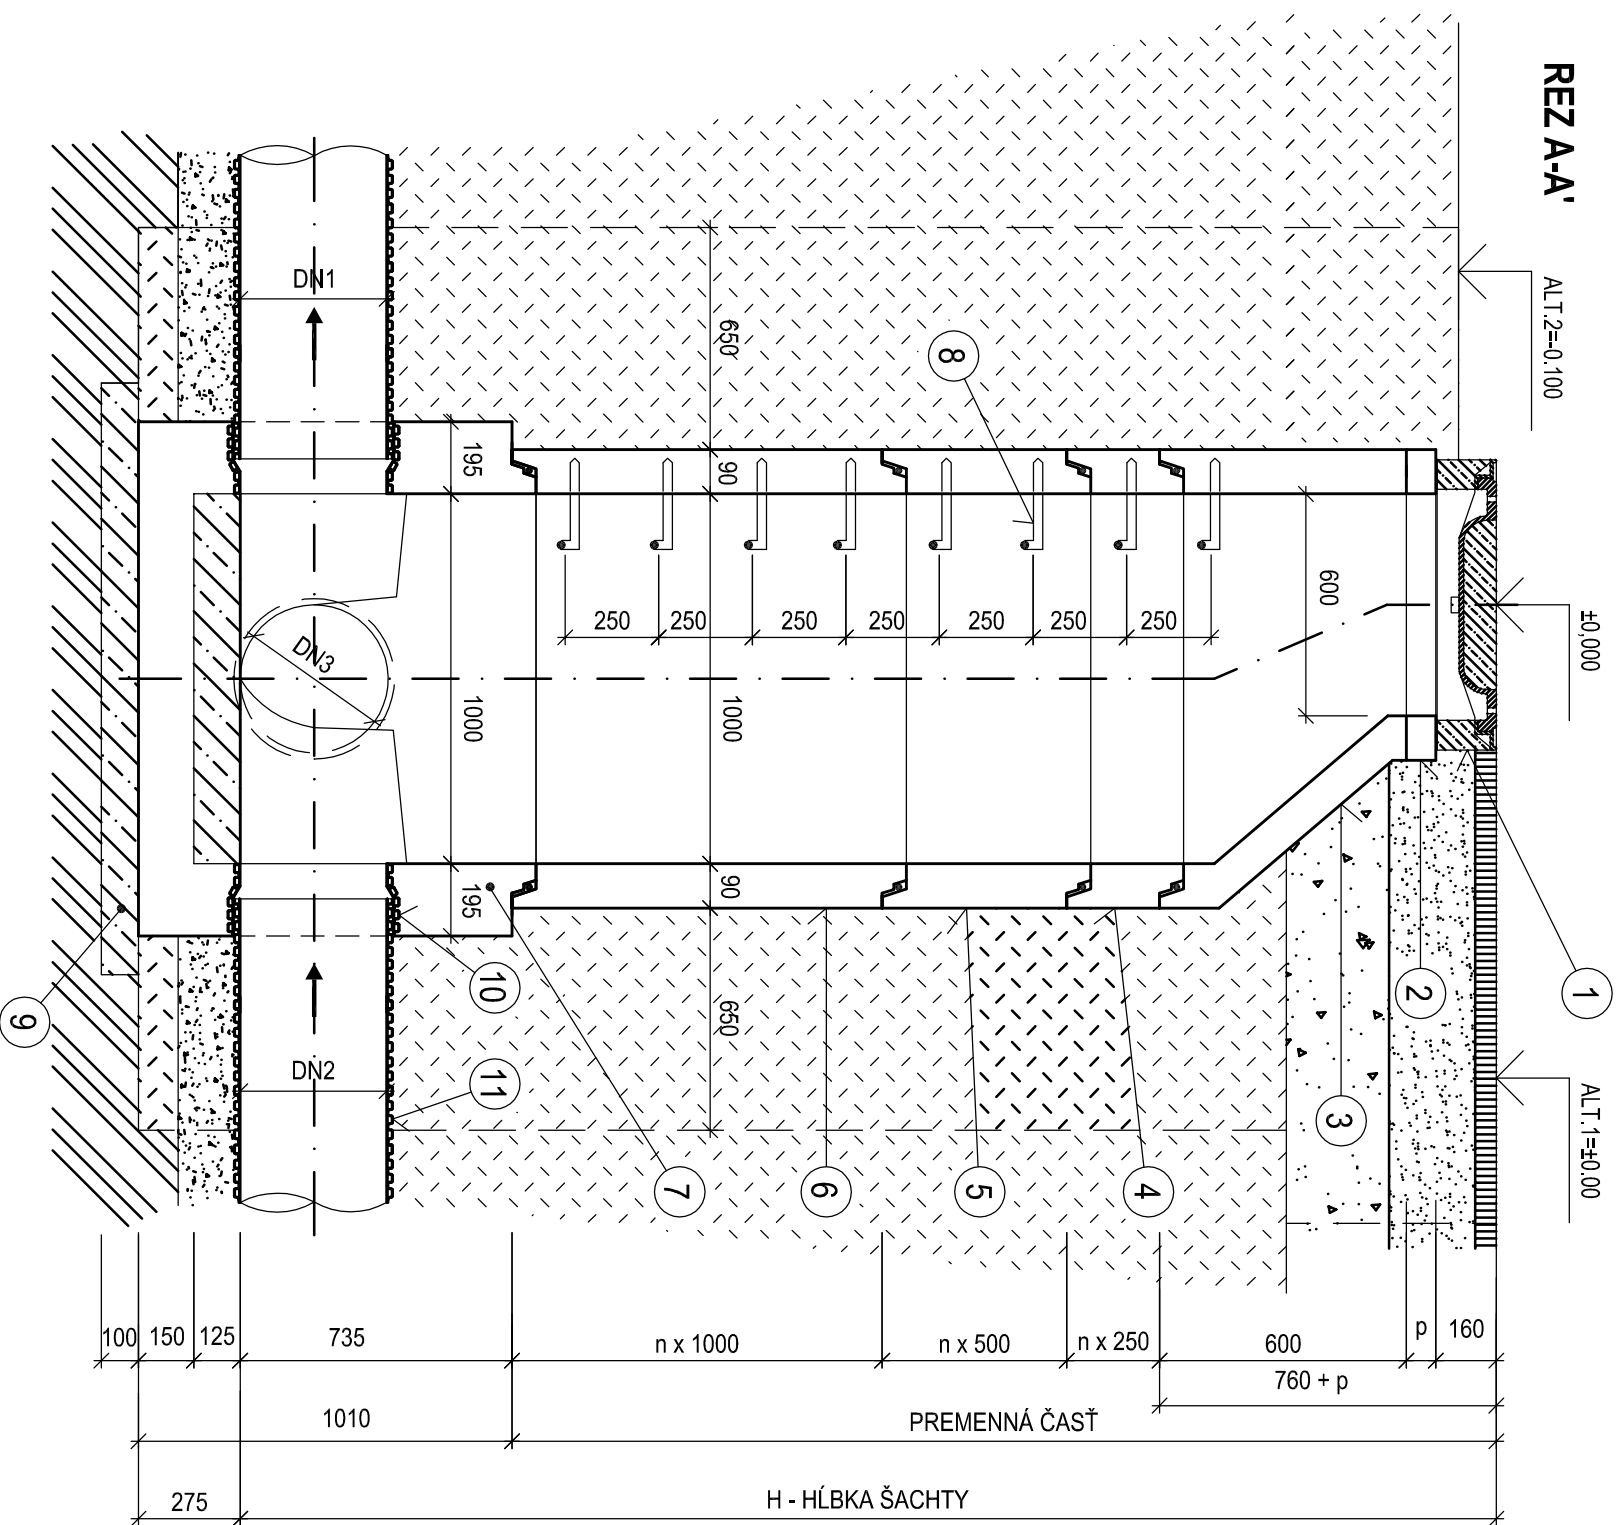 REZ A-A'
ALT.2=-0.100
±0,000
ALT.1=±0.00
DN1
650
8
195
90
600
250
250
250
250
250
250
250
DN3
1000
1000
195
90
650
DN2
1
2
3
4
5
6
7
10
11
9
100
150
125
735
n x 1000
n x 500
n x 250
600
p
160
760 + p
1010
PREMENNÁ ČASŤ
275
H - HĹBKA ŠACHTY